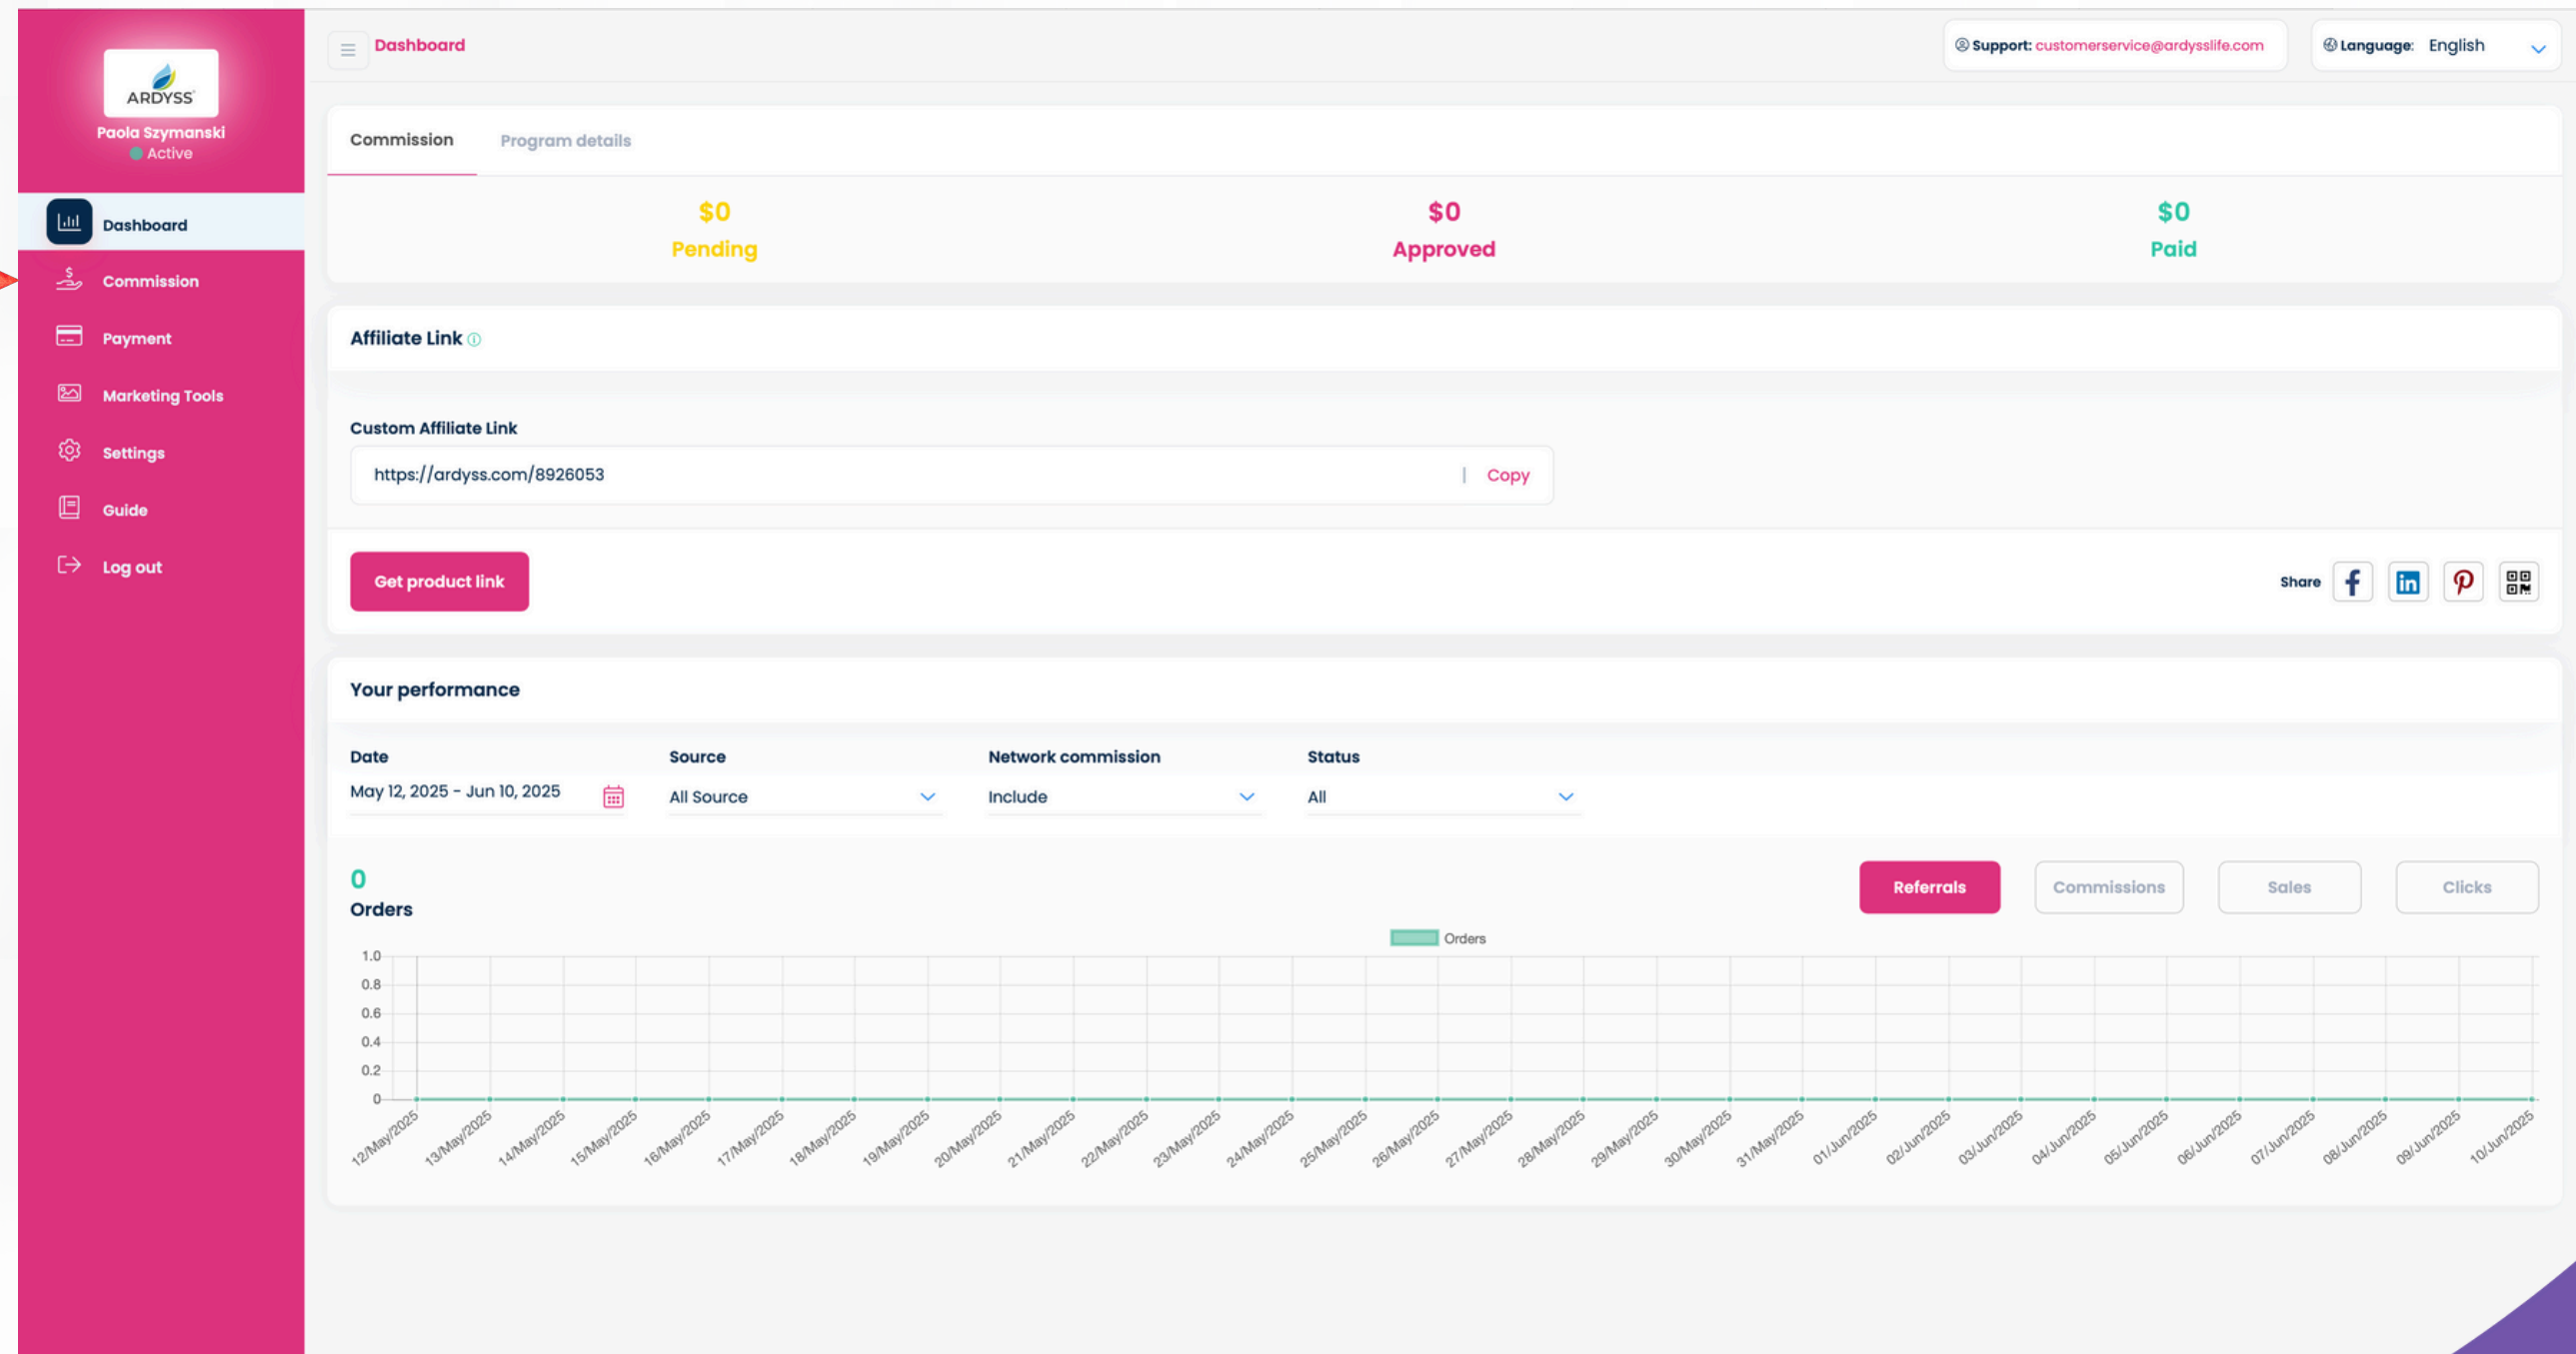 ARDYSS
Paola Szymanski
Active
Dashboard
Commission
Payment
Marketing Tools
Settings
Guide
Log out
Dashboard
Support: customerservice@ardysslife.com
Language: English
Commission Program details
$0 $0 $0
Pending Approved Paid
Affiliate Link
Custom Affiliate Link
https://ardyss.com/8926053 | Copy
Get product link
Share
Your performance
Date Source Network commission Status
May 12, 2025 - Jun 10, 2025 All Source Include All
0
Orders
Referrals Commissions Sales Clicks
Orders
1.0
0.8
0.6
0.4
0.2
0
12/May/2025 13/May/2025 14/May/2025 15/May/2025 16/May/2025 17/May/2025 18/May/2025 19/May/2025 20/May/2025 21/May/2025 22/May/2025 23/May/2025 24/May/2025 25/May/2025 26/May/2025 27/May/2025 28/May/2025 29/May/2025 30/May/2025 31/May/2025 01/Jun/2025 02/Jun/2025 03/Jun/2025 04/Jun/2025 05/Jun/2025 06/Jun/2025 07/Jun/2025 08/Jun/2025 09/Jun/2025 10/Jun/2025